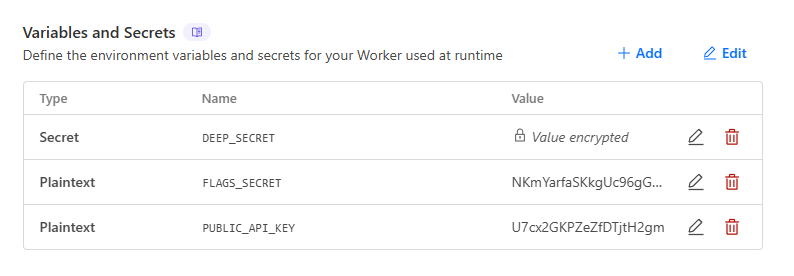 Variables and Secrets
Define the environment variables and secrets for your Worker used at runtime
+ Add
Edit
Type Name Value
Secret DEEP_SECRET Value encrypted
Plaintext FLAGS_SECRET NKmYarfaSKkgUc96gG...
Plaintext PUBLIC_API_KEY U7cx2GKPZeZfDTjtH2gm